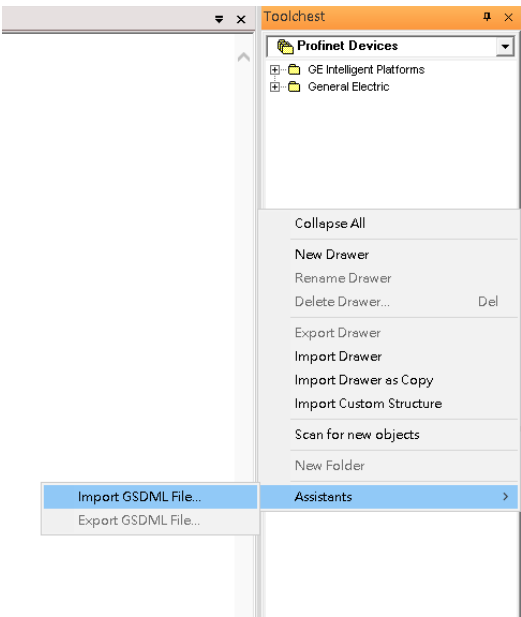 Toolchest
Profinet Devices
GE Intelligent Platforms
General Electric
Collapse All
New Drawer
Rename Drawer
Delete Drawer... Del
Export Drawer
Import Drawer
Import Drawer as Copy
Import Custom Structure
Scan for new objects
New Folder
Import GSDML File... Assistants
Export GSDML File...